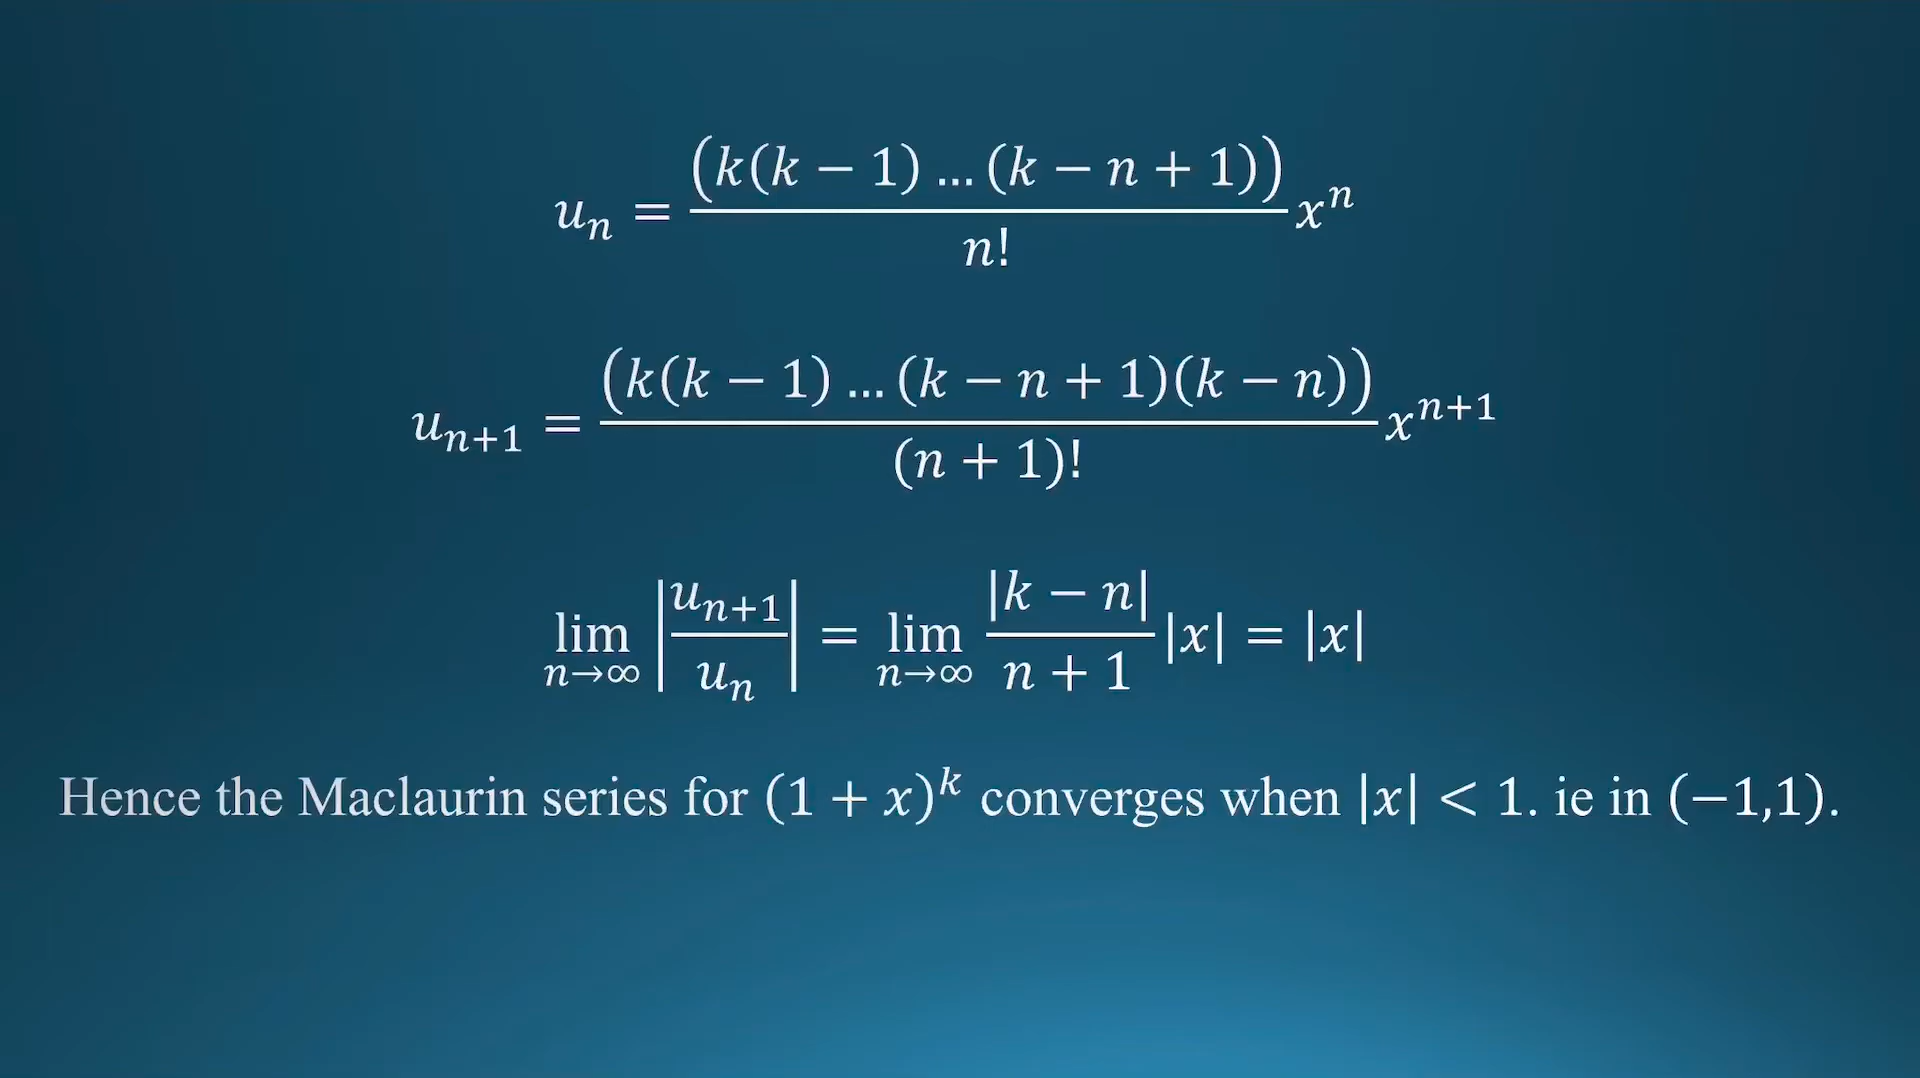 u_n = (k(k − 1) … (k − n + 1)) / n! x^n
u_{n+1} = (k(k − 1) … (k − n + 1)(k − n)) / (n + 1)! x^{n+1}
lim_{n→∞} |u_{n+1} / u_n| = lim_{n→∞} |k − n| / (n + 1) |x| = |x|
Hence the Maclaurin series for (1 + x)^k converges when |x| < 1. ie in (−1,1).